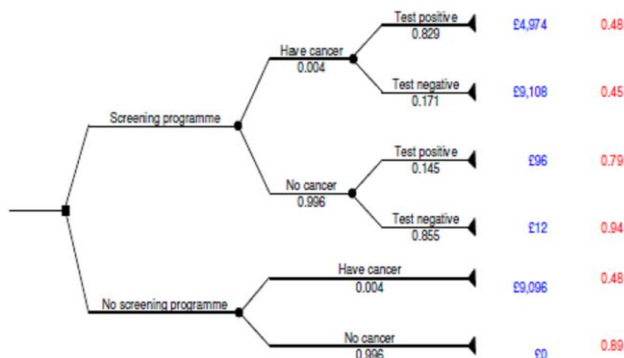 Test positive £4,974 0.48
0.829
Have cancer
0.004
Test negative £9,108 0.45
0.171
Screening programme
Test positive £96 0.79
0.145
No cancer
0.996
Test negative £12 0.94
0.855
Have cancer 0.48
0.004 £9,096
No screening programme
No cancer 0.89
0.996 £0